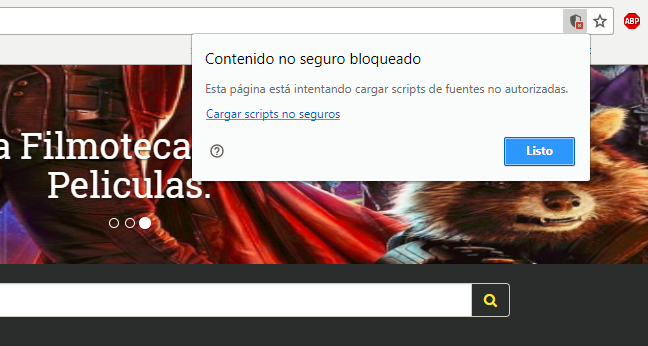 ABP
Contenido no seguro bloqueado
Esta página está intentando cargar scripts de fuentes no autorizadas.
Cargar scripts no seguros
Listo
a Filmoteca
Peliculas.